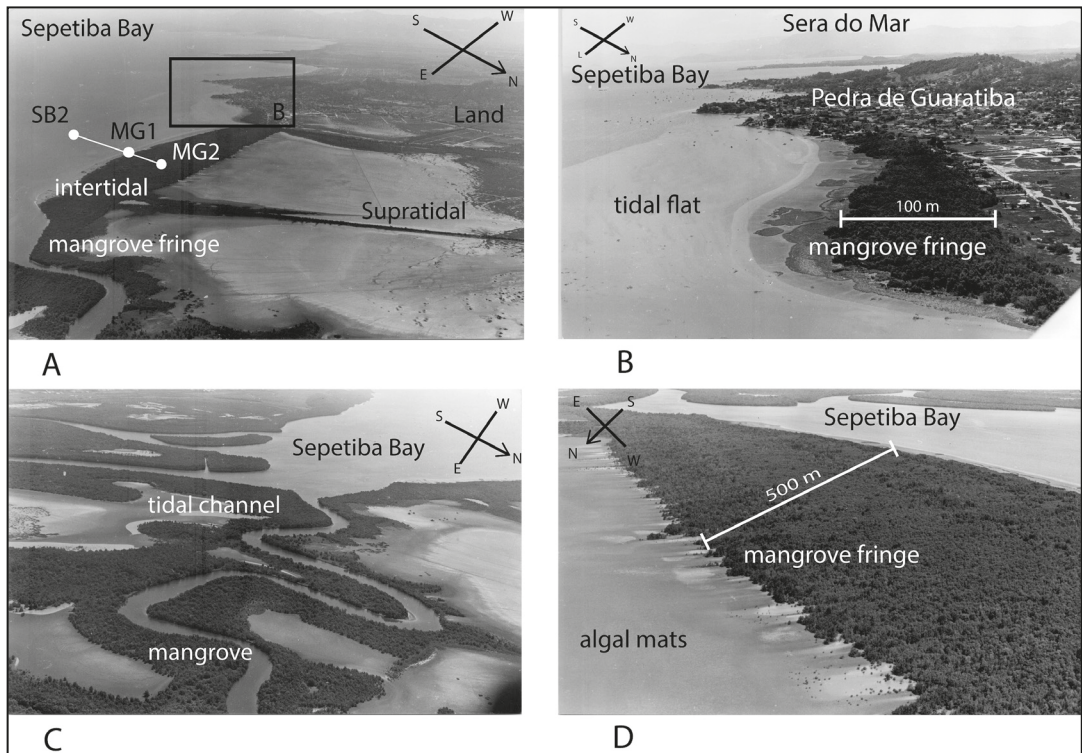 Sepetiba Bay
S
W
E
N
SB2
B
Land
MG1
MG2
intertidal
Supratidal
mangrove fringe
A
Sera do Mar
S
W
L
N
Sepetiba Bay
Pedra de Guaratiba
tidal flat
100 m
mangrove fringe
B
W
S
E
N
Sepetiba Bay
tidal channel
mangrove
C
E
S
N
W
Sepetiba Bay
500 m
mangrove fringe
algal mats
D